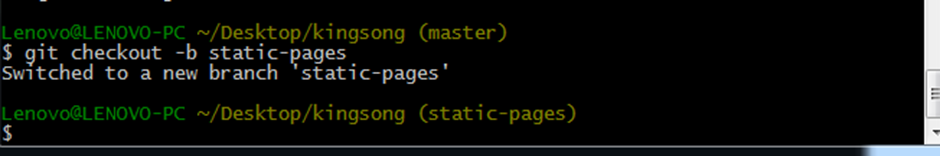 Lenovo@LENOVO-PC ~/Desktop/kingsong (master)
$ git checkout -b static-pages
Switched to a new branch 'static-pages'
Lenovo@LENOVO-PC ~/Desktop/kingsong (static-pages)
$